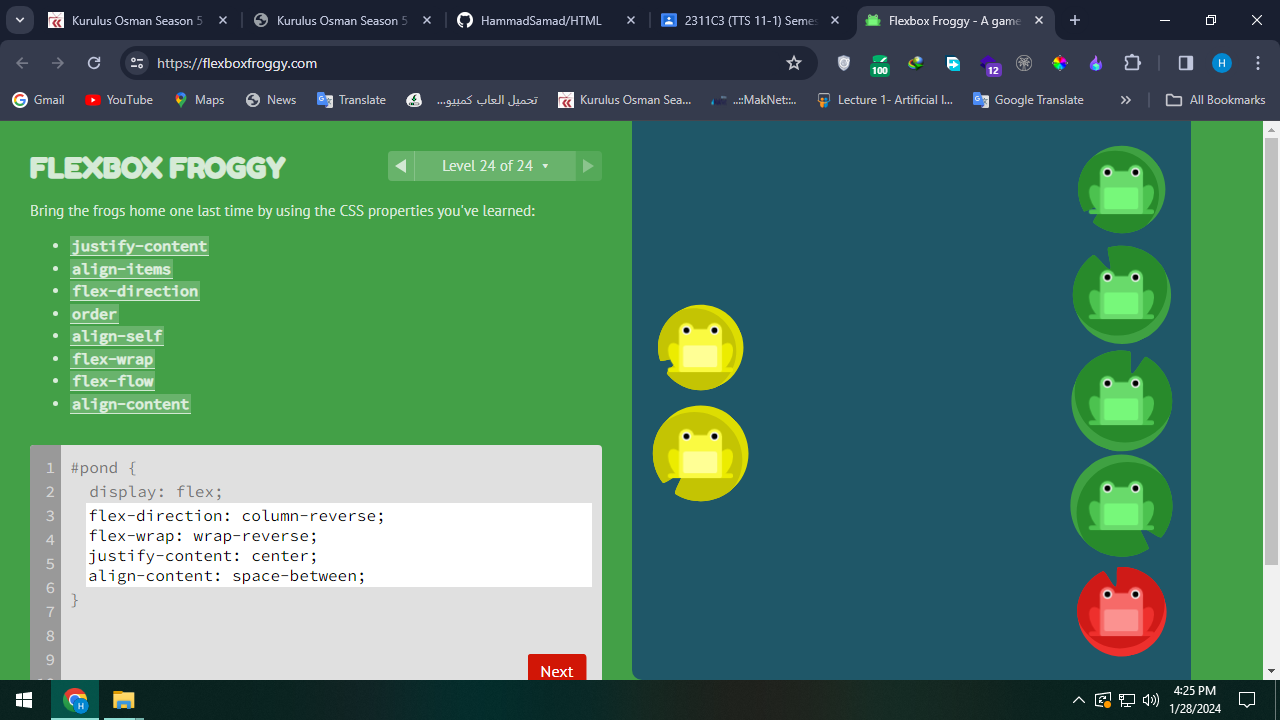 Kurulus Osman Season 5
Kurulus Osman Season 5
HammadSamad/HTML
2311C3 (TTS 11-1) Semes
Flexbox Froggy - A game
https://flexboxfroggy.com
100
12
H
Gmail
YouTube
Maps
News
Translate
تحميل العاب كمبيو...
Kurulus Osman Sea...
..::MakNet::..
Lecture 1- Artificial I...
Google Translate
All Bookmarks
FLEXBOX FROGGY
Level 24 of 24
Bring the frogs home one last time by using the CSS properties you've learned:
justify-content
align-items
flex-direction
order
align-self
flex-wrap
flex-flow
align-content
1 #pond {
2 display: flex;
3 flex-direction: column-reverse;
4 flex-wrap: wrap-reverse;
5 justify-content: center;
6 align-content: space-between;
7 }
8
9
Next
4:25 PM
1/28/2024